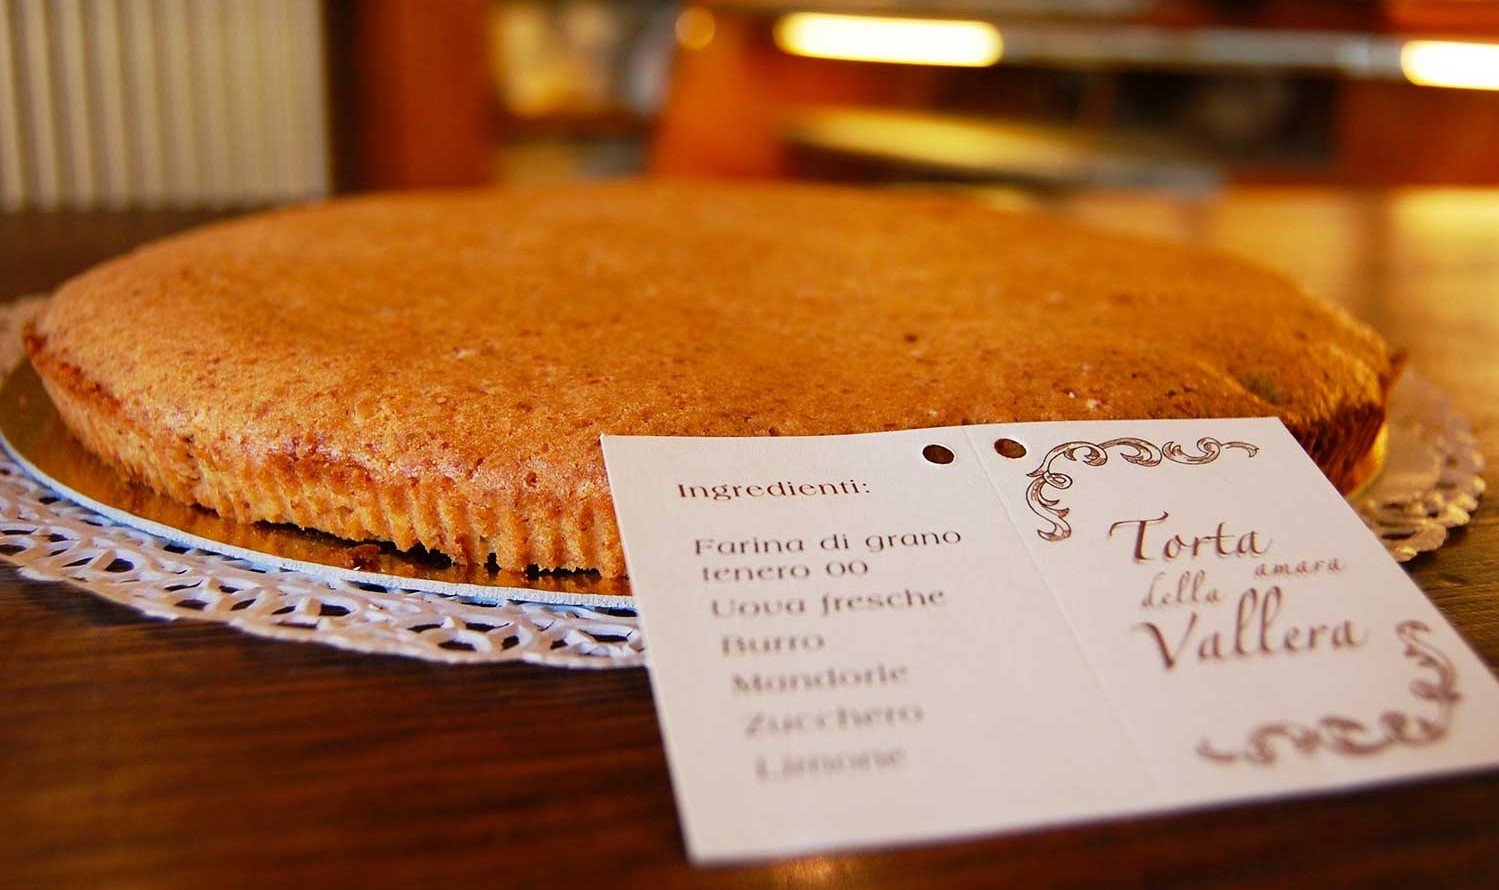 Ingredienti:
Farina di grano
tenero 00
Uova fresche
Burro
Mandorle
Zucchero
Limone
Torta
della amara
Vallera